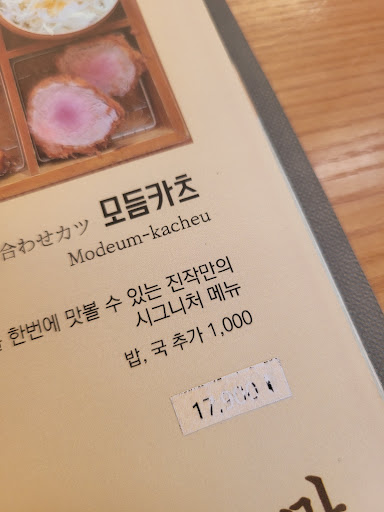 合わせカツ 모듬카츠
Modeum-kacheu
한번에 맛볼 수 있는 진작만의
시그니처 메뉴
밥, 국 추가 1,000